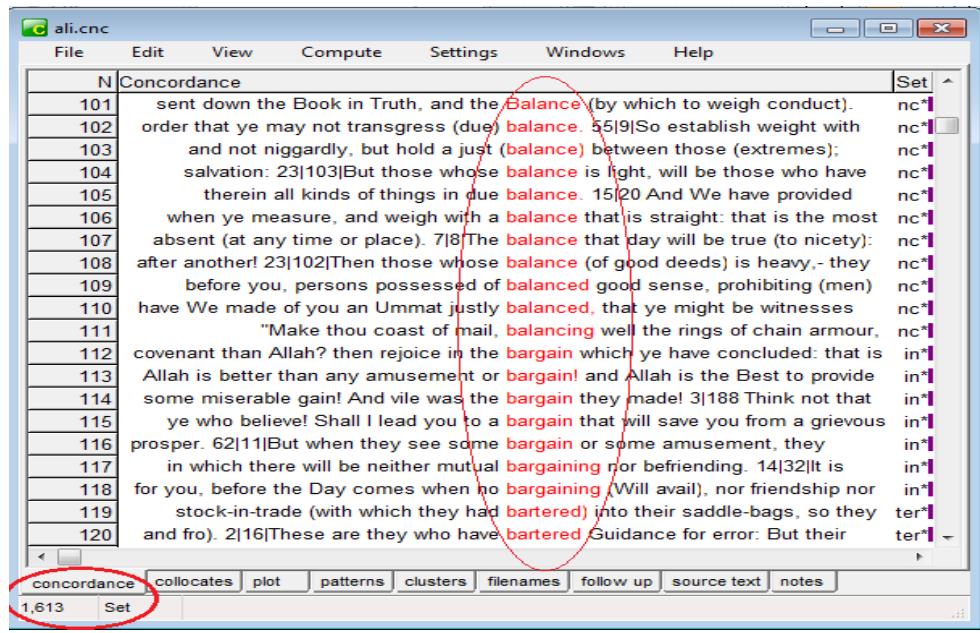 ali.cnc
File Edit View Compute Settings Windows Help
N Concordance Set
101 sent down the Book in Truth, and the Balance (by which to weigh conduct). nc*
102 order that ye may not transgress (due) balance. 55|9|So establish weight with nc*
103 and not niggardly, but hold a just (balance) between those (extremes); nc*
104 salvation: 23|103|But those whose balance is light, will be those who have nc*
105 therein all kinds of things in due balance. 15|20 And We have provided nc*
106 when ye measure, and weigh with a balance that is straight: that is the most nc*
107 absent (at any time or place). 7|8|The balance that day will be true (to nicety): nc*
108 after another! 23|102|Then those whose balance (of good deeds) is heavy,- they nc*
109 before you, persons possessed of balanced good sense, prohibiting (men) nc*
110 have We made of you an Ummat justly balanced, that ye might be witnesses nc*
111 "Make thou coast of mail, balancing well the rings of chain armour, nc*
112 covenant than Allah? then rejoice in the bargain which ye have concluded: that is in*
113 Allah is better than any amusement or bargain! and Allah is the Best to provide in*
114 some miserable gain! And vile was the bargain they made! 3|188 Think not that in*
115 ye who believe! Shall I lead you to a bargain that will save you from a grievous in*
116 prosper. 62|11|But when they see some bargain or some amusement, they in*
117 in which there will be neither mutual bargaining nor befriending. 14|32|It is in*
118 for you, before the Day comes when no bargaining (Will avail), nor friendship nor in*
119 stock-in-trade (with which they had bartered) into their saddle-bags, so they ter*
120 and fro). 2|16|These are they who have bartered Guidance for error: But their ter*
concordance collocates plot patterns clusters filenames follow up source text notes
1,613 Set